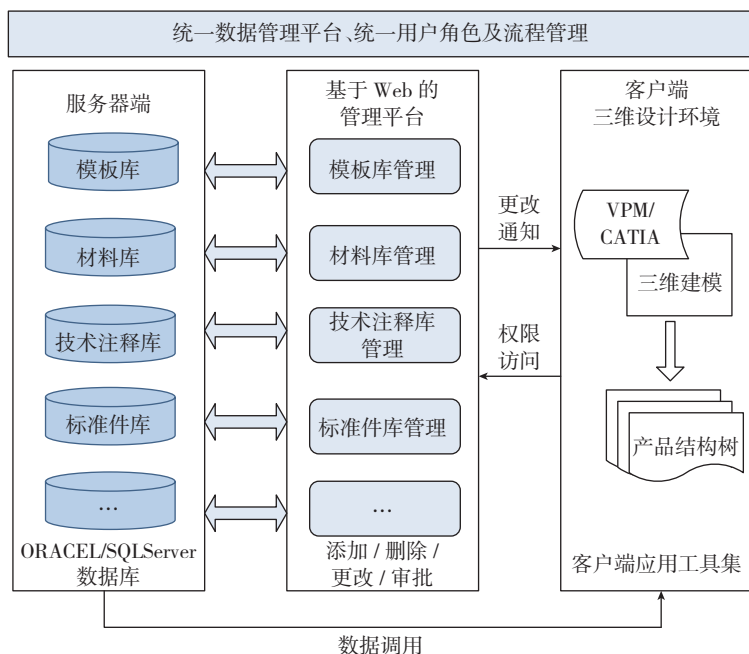 统一数据管理平台、统一用户角色及流程管理
服务器端
模板库
材料库
技术注释库
标准件库
…
ORACEL/SQLServer
数据库
基于 Web 的
管理平台
模板库管理
材料库管理
技术注释库
管理
标准件库管理
…
添加 / 删除 /
更改 / 审批
更改
通知
权限
访问
客户端
三维设计环境
VPM/
CATIA
三维建模
产品结构树
客户端应用工具集
数据调用